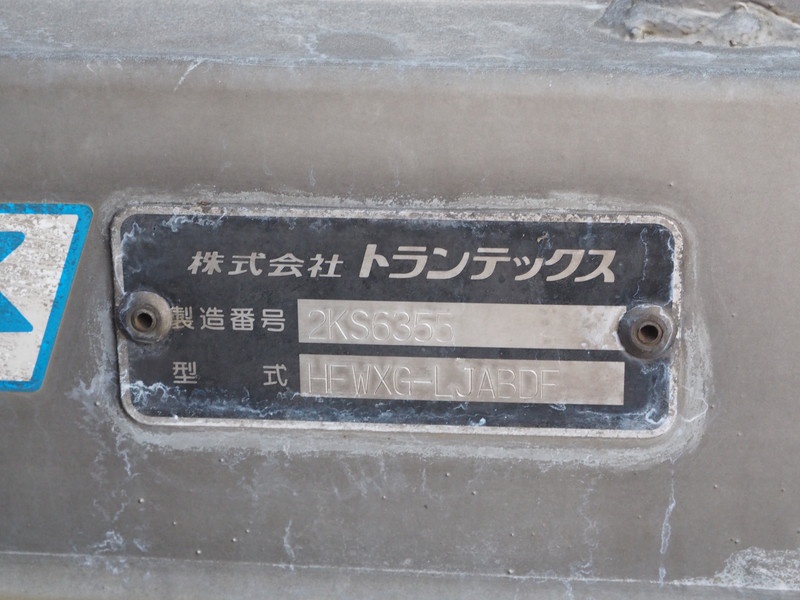 株式会社 トランテックス
製造番号 2KS6355
型 式 HFWXG-LJABDF